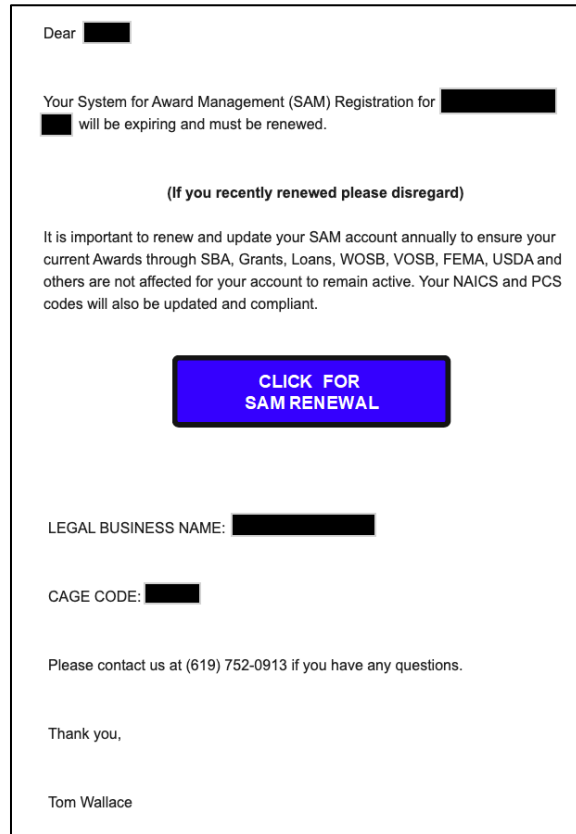 Dear
Your System for Award Management (SAM) Registration for
will be expiring and must be renewed.
(If you recently renewed please disregard)
It is important to renew and update your SAM account annually to ensure your
current Awards through SBA, Grants, Loans, WOSB, VOSB, FEMA, USDA and
others are not affected for your account to remain active. Your NAICS and PCS
codes will also be updated and compliant.
CLICK FOR
SAM RENEWAL
LEGAL BUSINESS NAME:
CAGE CODE:
Please contact us at (619) 752-0913 if you have any questions.
Thank you,
Tom Wallace